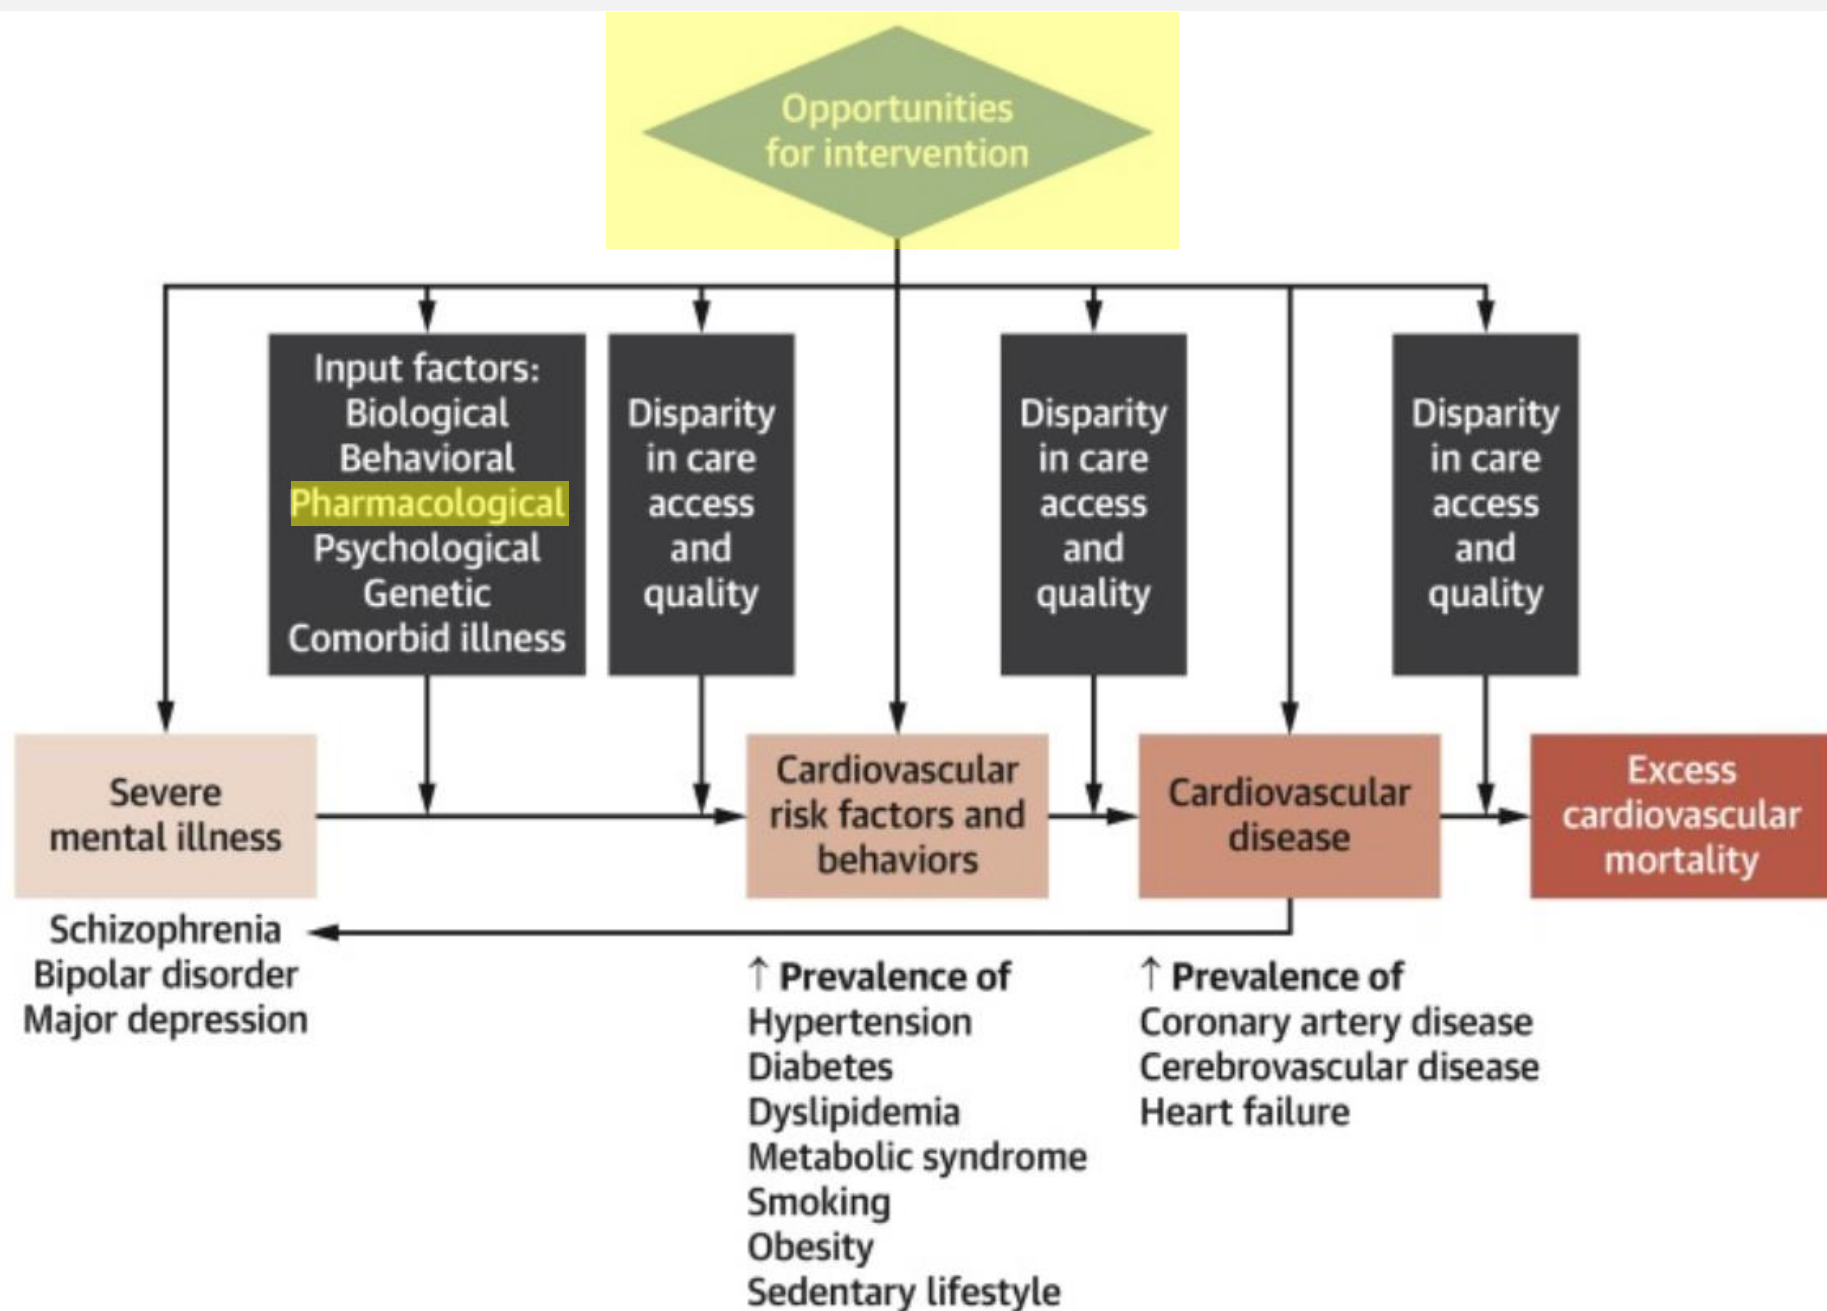 Opportunities
for intervention
Input factors:
Biological
Behavioral
Pharmacological
Psychological
Genetic
Comorbid illness
Disparity
in care
access
and
quality
Disparity
in care
access
and
quality
Disparity
in care
access
and
quality
Severe
mental illness
Cardiovascular
risk factors and
behaviors
Cardiovascular
disease
Excess
cardiovascular
mortality
Schizophrenia
Bipolar disorder
Major depression
↑ Prevalence of
Hypertension
Diabetes
Dyslipidemia
Metabolic syndrome
Smoking
Obesity
Sedentary lifestyle
↑ Prevalence of
Coronary artery disease
Cerebrovascular disease
Heart failure